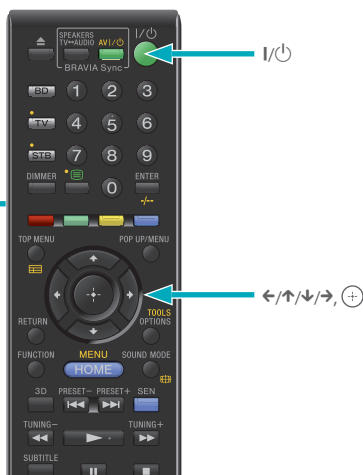 I/⏻
SPEAKERS
TV↔AUDIO AV I/⏻
BRAVIA Sync
I/⏻
BD 1 2 3
TV 4 5 6
STB 7 8 9
DIMMER 0 ENTER
-/--
TOP MENU POP UP/MENU
←/↑/↓/→,
TOOLS
RETURN OPTIONS
FUNCTION MENU SOUND MODE
HOME
3D PRESET– PRESET+ SEN
TUNING– TUNING+
SUBTITLE